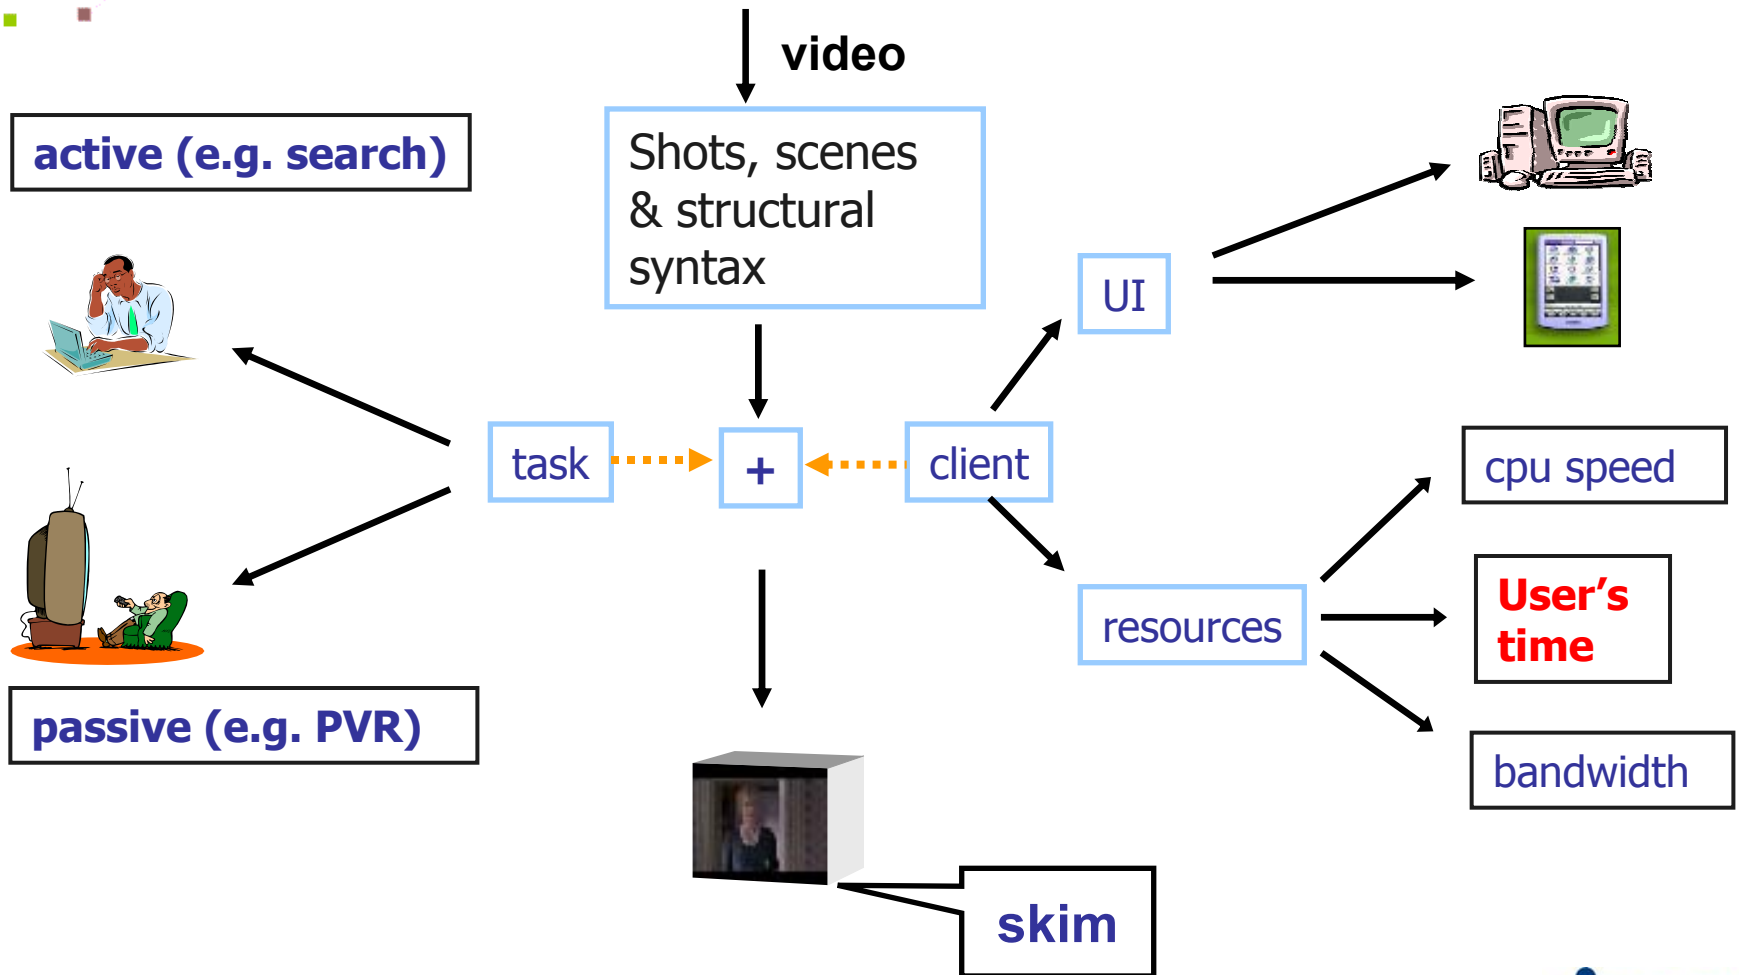 video
active (e.g. search)
Shots, scenes
& structural
syntax
UI
task
+
client
cpu speed
User's
time
resources
passive (e.g. PVR)
bandwidth
skim